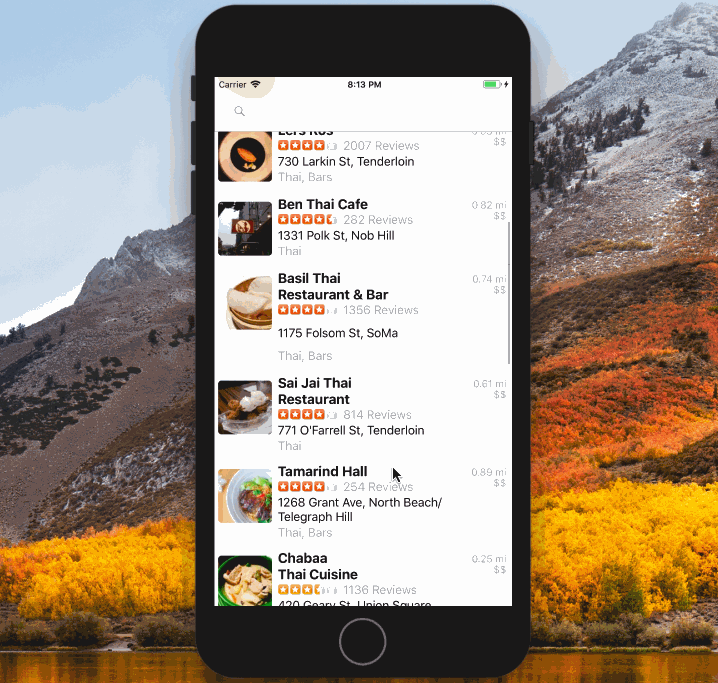 Carrier
8:13 PM
2007 Reviews
$$
730 Larkin St, Tenderloin
Thai, Bars
Ben Thai Cafe
0.82 mi
282 Reviews
$$
1331 Polk St, Nob Hill
Thai
Basil Thai
0.74 mi
Restaurant & Bar
$$
1356 Reviews
1175 Folsom St, SoMa
Thai, Bars
Sai Jai Thai
0.61 mi
Restaurant
$$
814 Reviews
771 O'Farrell St, Tenderloin
Thai
Tamarind Hall
0.89 mi
254 Reviews
$$
1268 Grant Ave, North Beach/
Telegraph Hill
Thai, Bars
Chabaa
0.25 mi
Thai Cuisine
$$
1136 Reviews
420 Geary St, Union Square